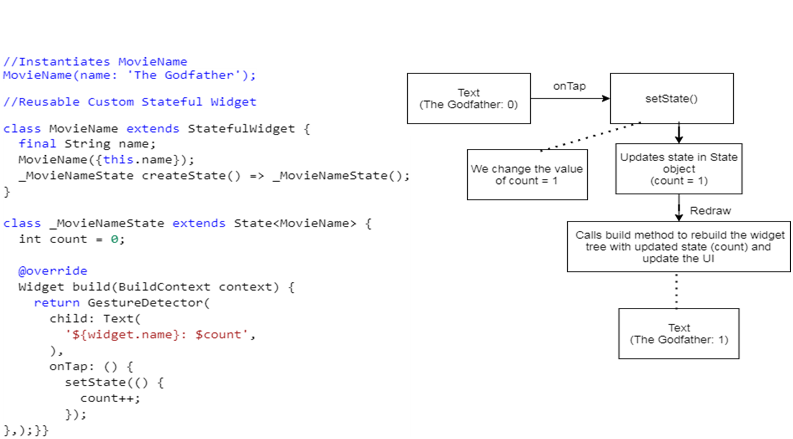 //Instantiates MovieName
MovieName(name: 'The Godfather');
//Reusable Custom Stateful Widget
class MovieName extends StatefulWidget {
  final String name;
  MovieName({this.name});
  _MovieNameState createState() => _MovieNameState();
}
class _MovieNameState extends State<MovieName> {
  int count = 0;
  @override
  Widget build(BuildContext context) {
    return GestureDetector(
      child: Text(
        '${widget.name}: $count',
      ),
      onTap: () {
        setState(() {
          count++;
        });
},);}}
Text
(The Godfather: 0)
onTap
setState()
We change the value
of count = 1
Updates state in State
object
(count = 1)
Redraw
Calls build method to rebuild the widget
tree with updated state (count) and
update the UI
Text
(The Godfather: 1)